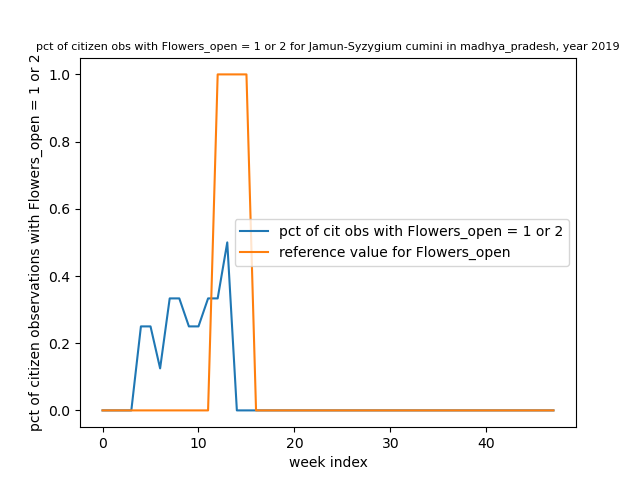 pct of citizen obs with Flowers_open = 1 or 2 for Jamun-Syzygium cumini in madhya_pradesh, year 2019
pct of citizen observations with Flowers_open = 1 or 2
1.0
0.8
0.6
0.4
0.2
0.0
pct of cit obs with Flowers_open = 1 or 2
reference value for Flowers_open
0
10
20
30
40
week index